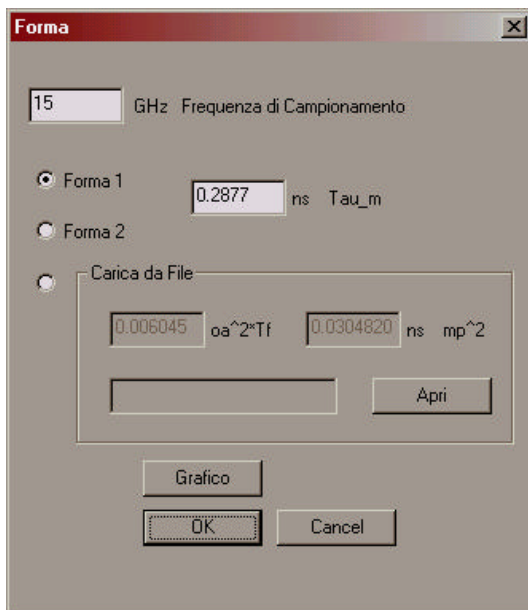 Forma
15 GHz Frequenza di Campionamento
Forma 1
0.2877 ns Tau_m
Forma 2
Carica da File
0.006045 oa^2*Tf 0.0304820 ns mp^2
Apri
Grafico
OK Cancel